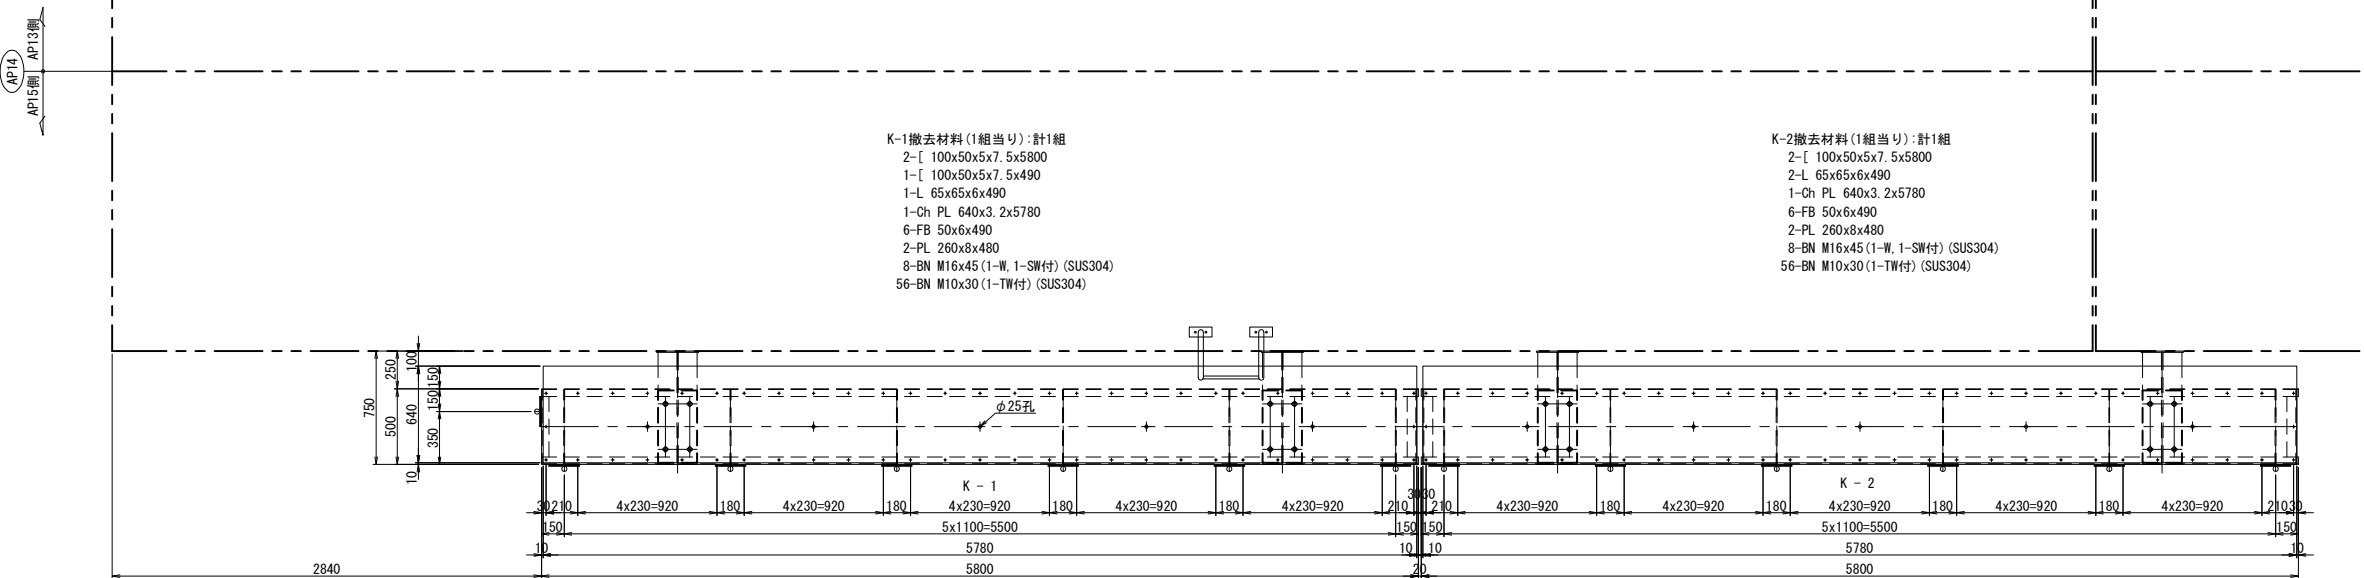 AP14
AP13側
AP15側
K-1撤去材料(1組当り):計1組
2-[ 100x50x5x7.5x5800
1-[ 100x50x5x7.5x490
1-L 65x65x6x490
1-Ch PL 640x3.2x5780
6-FB 50x6x490
2-PL 260x8x480
8-BN M16x45(1-W,1-SW付)(SUS304)
56-BN M10x30(1-TW付)(SUS304)
K-2撤去材料(1組当り):計1組
2-[ 100x50x5x7.5x5800
2-L 65x65x6x490
1-Ch PL 640x3.2x5780
6-FB 50x6x490
2-PL 260x8x480
8-BN M16x45(1-W,1-SW付)(SUS304)
56-BN M10x30(1-TW付)(SUS304)
750
250
500
100
640
10
150
150
350
φ25孔
K - 1
K - 2
30 210 4x230=920 180 4x230=920 180 4x230=920 180 4x230=920 180 4x230=920 210 30 30 210 4x230=920 180 4x230=920 180 4x230=920 180 4x230=920 180 4x230=920 210 30
150 5x1100=5500 150 150 5x1100=5500 150
10 5780 10 10 5780 10
2840 5800 20 5800